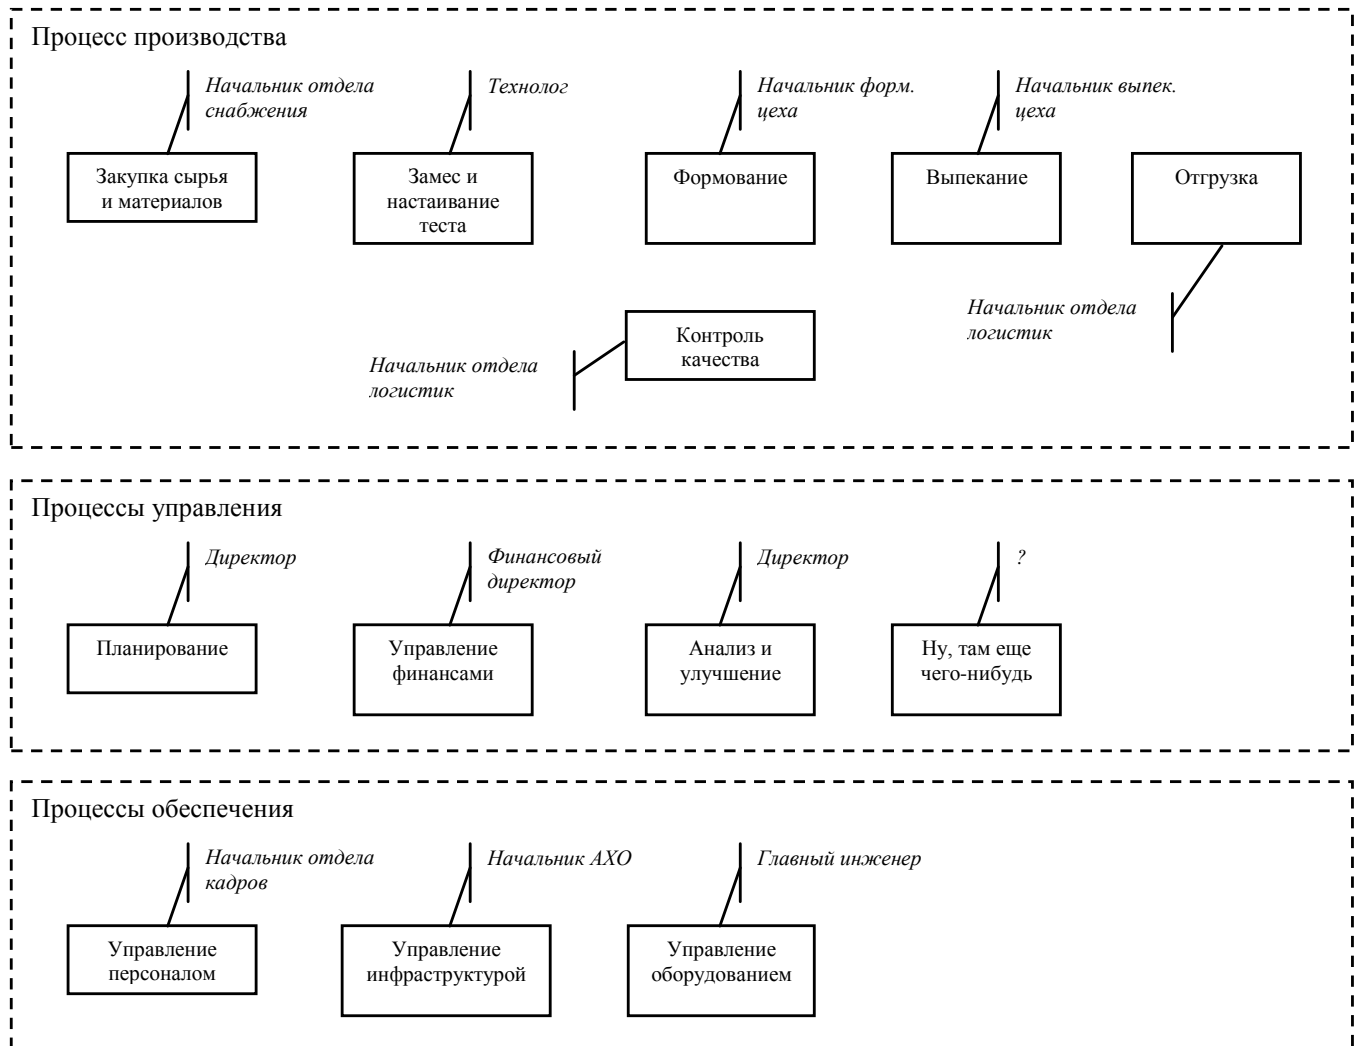 Процесс производства
Начальник отдела
снабжения
Технолог
Начальник форм.
цеха
Начальник выпек.
цеха
Закупка сырья
и материалов
Замес и
настаивание
теста
Формование
Выпекание
Отгрузка
Начальник отдела
логистик
Контроль
качества
Начальник отдела
логистик
Процессы управления
Директор
Финансовый
директор
Директор
?
Планирование
Управление
финансами
Анализ и
улучшение
Ну, там еще
чего-нибудь
Процессы обеспечения
Начальник отдела
кадров
Начальник АХО
Главный инженер
Управление
персоналом
Управление
инфраструктурой
Управление
оборудованием